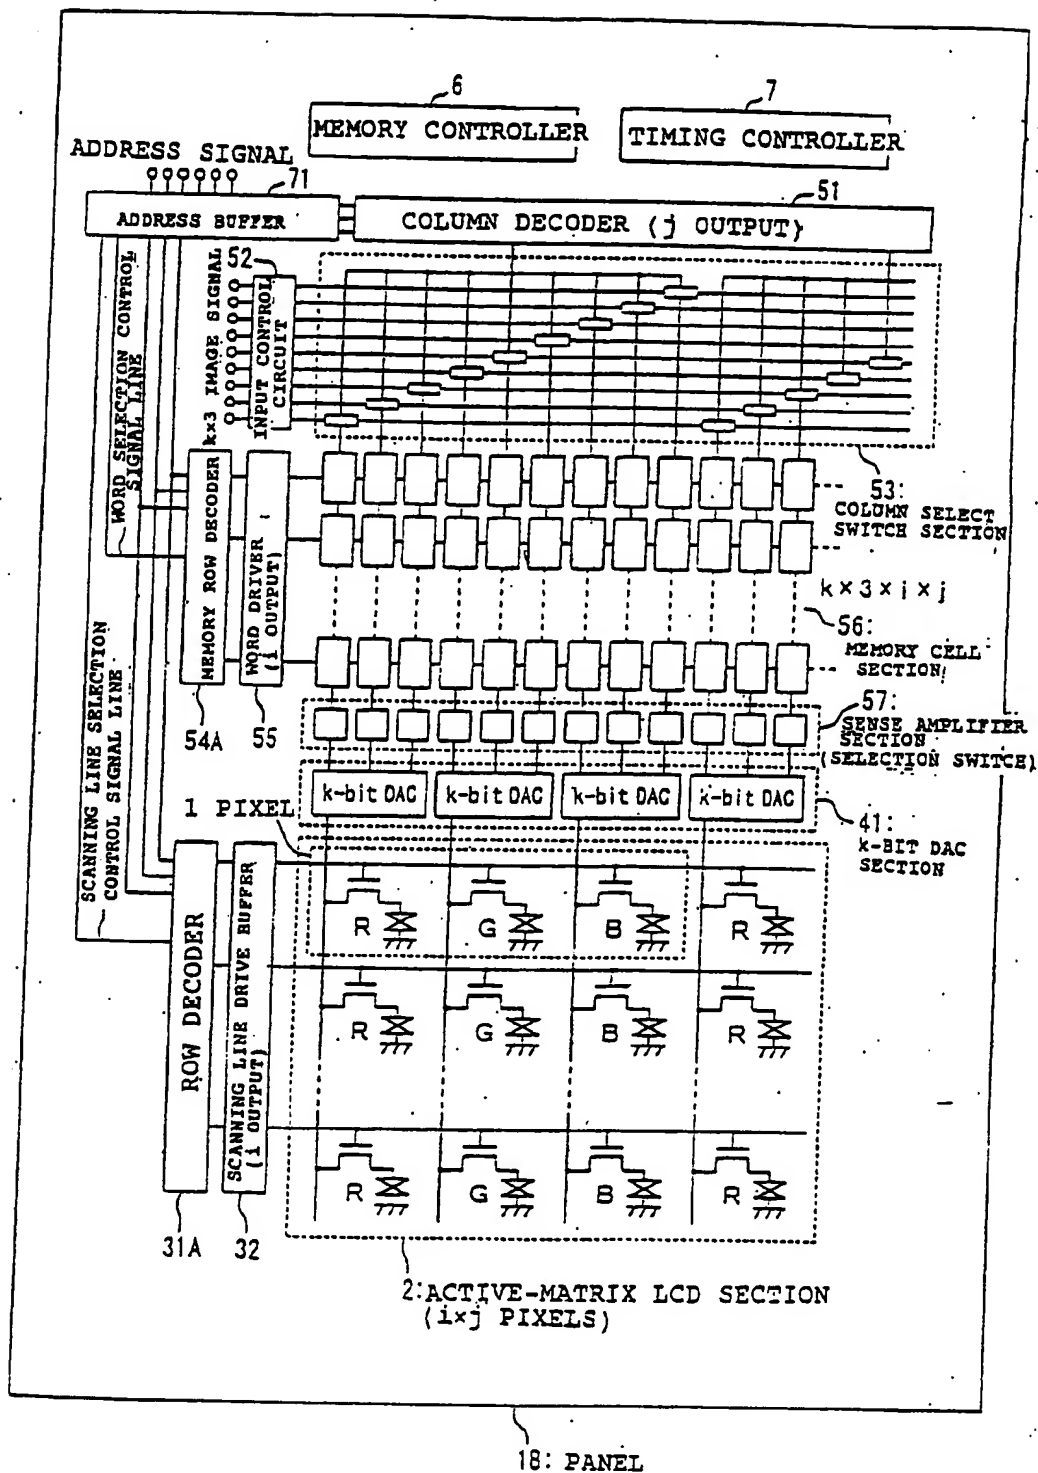 6
7
MEMORY CONTROLLER
TIMING CONTROLLER
ADDRESS SIGNAL
71
51
ADDRESS BUFFER
COLUMN DECODER (j OUTPUT)
52
k×3 IMAGE SIGNAL
INPUT CONTROL
CIRCUIT
WORD SELECTION CONTROL
SIGNAL LINE
MEMORY ROW DECODER
WORD DRIVER
(i OUTPUT)
53:
COLUMN SELECT
SWITCH SECTION
k×3×i×j
56:
MEMORY CELL
SECTION
54A
55
57:
SENSE AMPLIFIER
SECTION
(SELECTION SWITCH)
k-bit DAC
k-bit DAC
k-bit DAC
k-bit DAC
41:
k-BIT DAC
SECTION
1 PIXEL
SCANNING LINE SELECTION
CONTROL SIGNAL LINE
ROW DECODER
SCANNING LINE DRIVE BUFFER
(i OUTPUT)
R G B R
R G B R
R G B R
31A
32
2:ACTIVE-MATRIX LCD SECTION
(i×j PIXELS)
18: PANEL